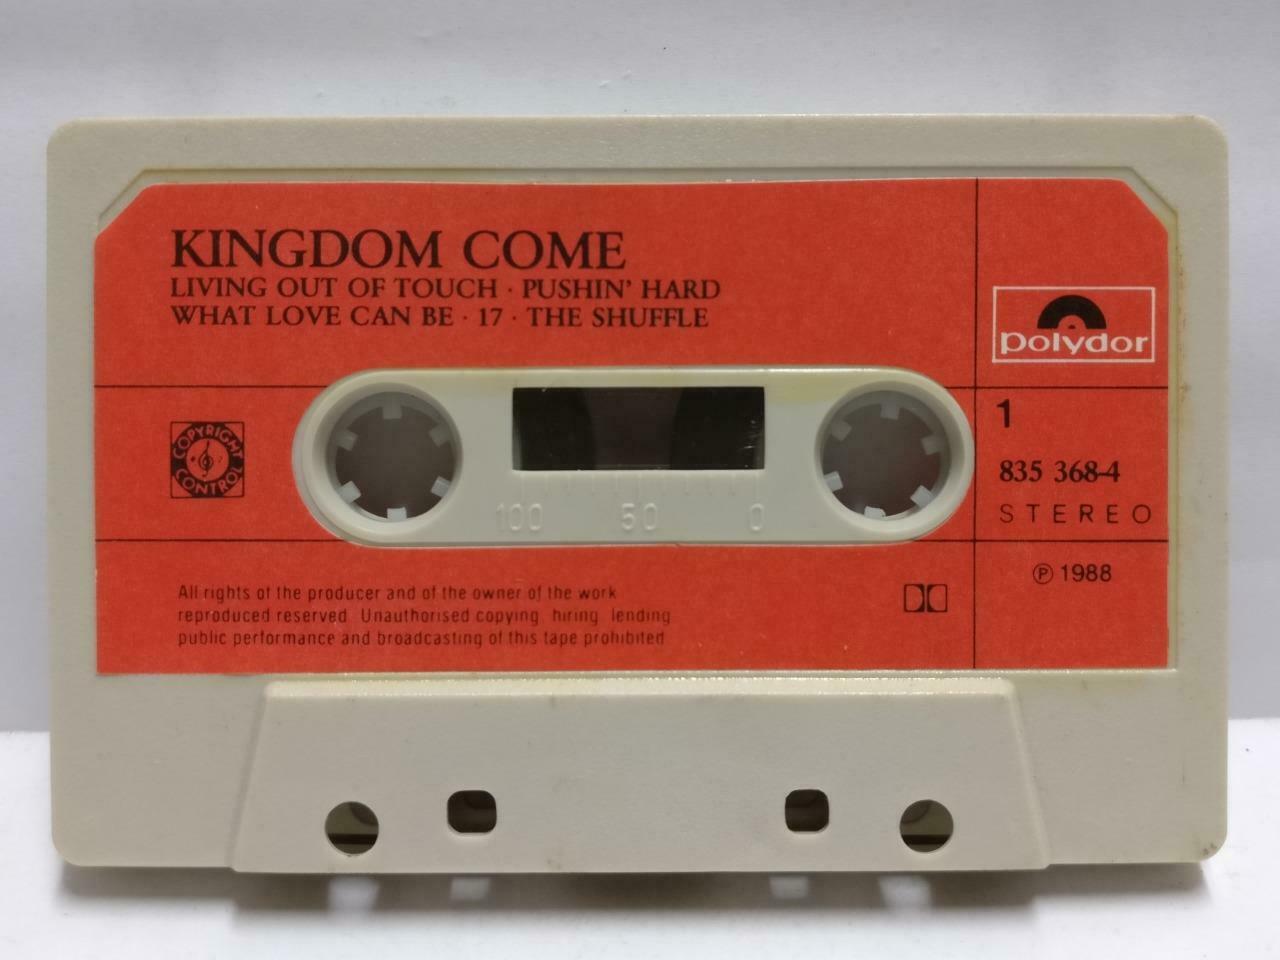 KINGDOM COME
LIVING OUT OF TOUCH · PUSHIN' HARD
WHAT LOVE CAN BE · 17 · THE SHUFFLE
polydor
COPYRIGHT
CONTROL
1
835 368-4
STEREO
100 50 0
℗ 1988
All rights of the producer and of the owner of the work
reproduced reserved Unauthorised copying hiring lending
public performance and broadcasting of this tape prohibited